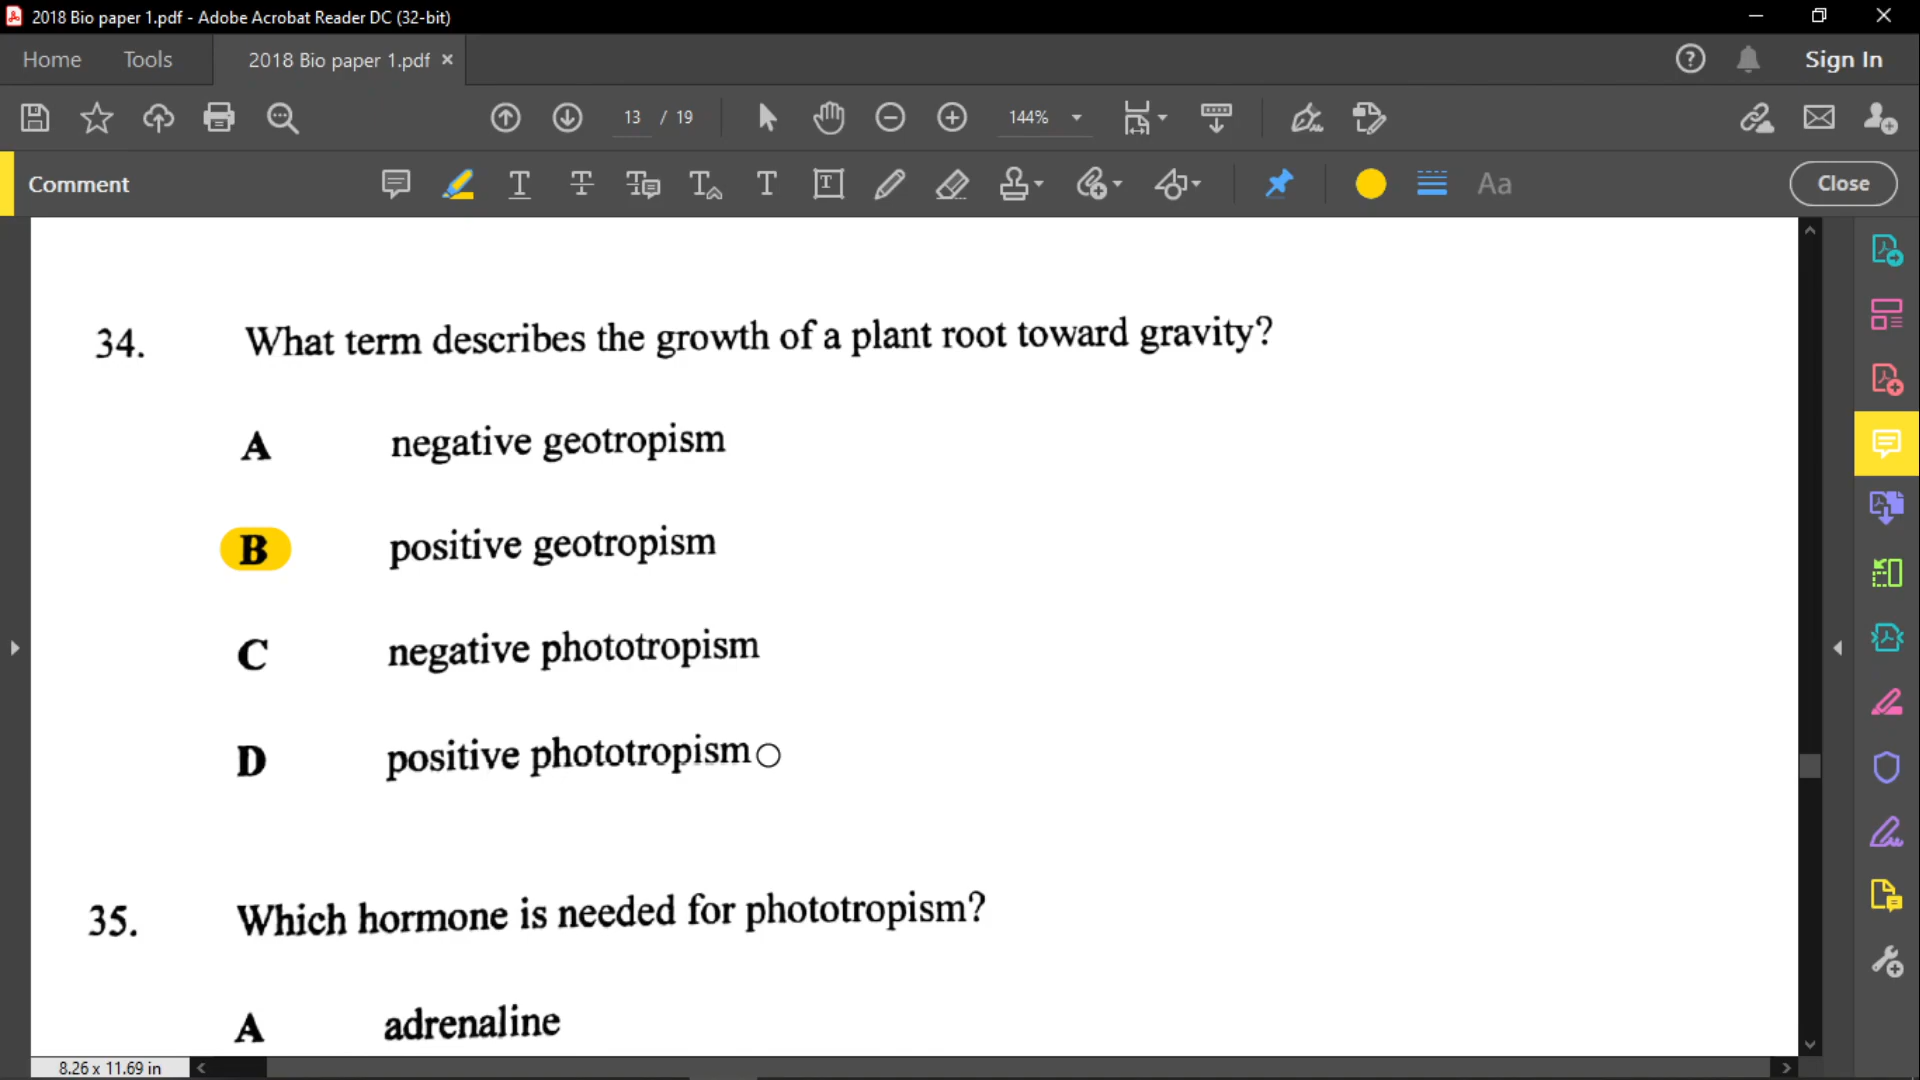 2018 Bio paper 1.pdf - Adobe Acrobat Reader DC (32-bit)
Home Tools 2018 Bio paper 1.pdf × Sign In
13 / 19 144%
Comment Aa Close
34. What term describes the growth of a plant root toward gravity?
A negative geotropism
B positive geotropism
C negative phototropism
D positive phototropism
35. Which hormone is needed for phototropism?
A adrenaline
8.26 x 11.69 in